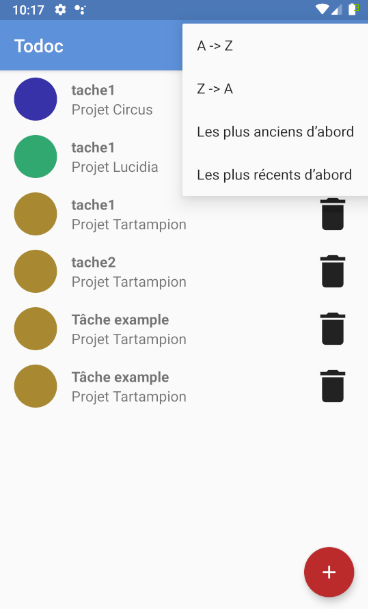 10:17
Todoc
A -> Z
Z -> A
Les plus anciens d’abord
Les plus récents d’abord
tache1
Projet Circus
tache1
Projet Lucidia
tache1
Projet Tartampion
tache2
Projet Tartampion
Tâche example
Projet Tartampion
Tâche example
Projet Tartampion